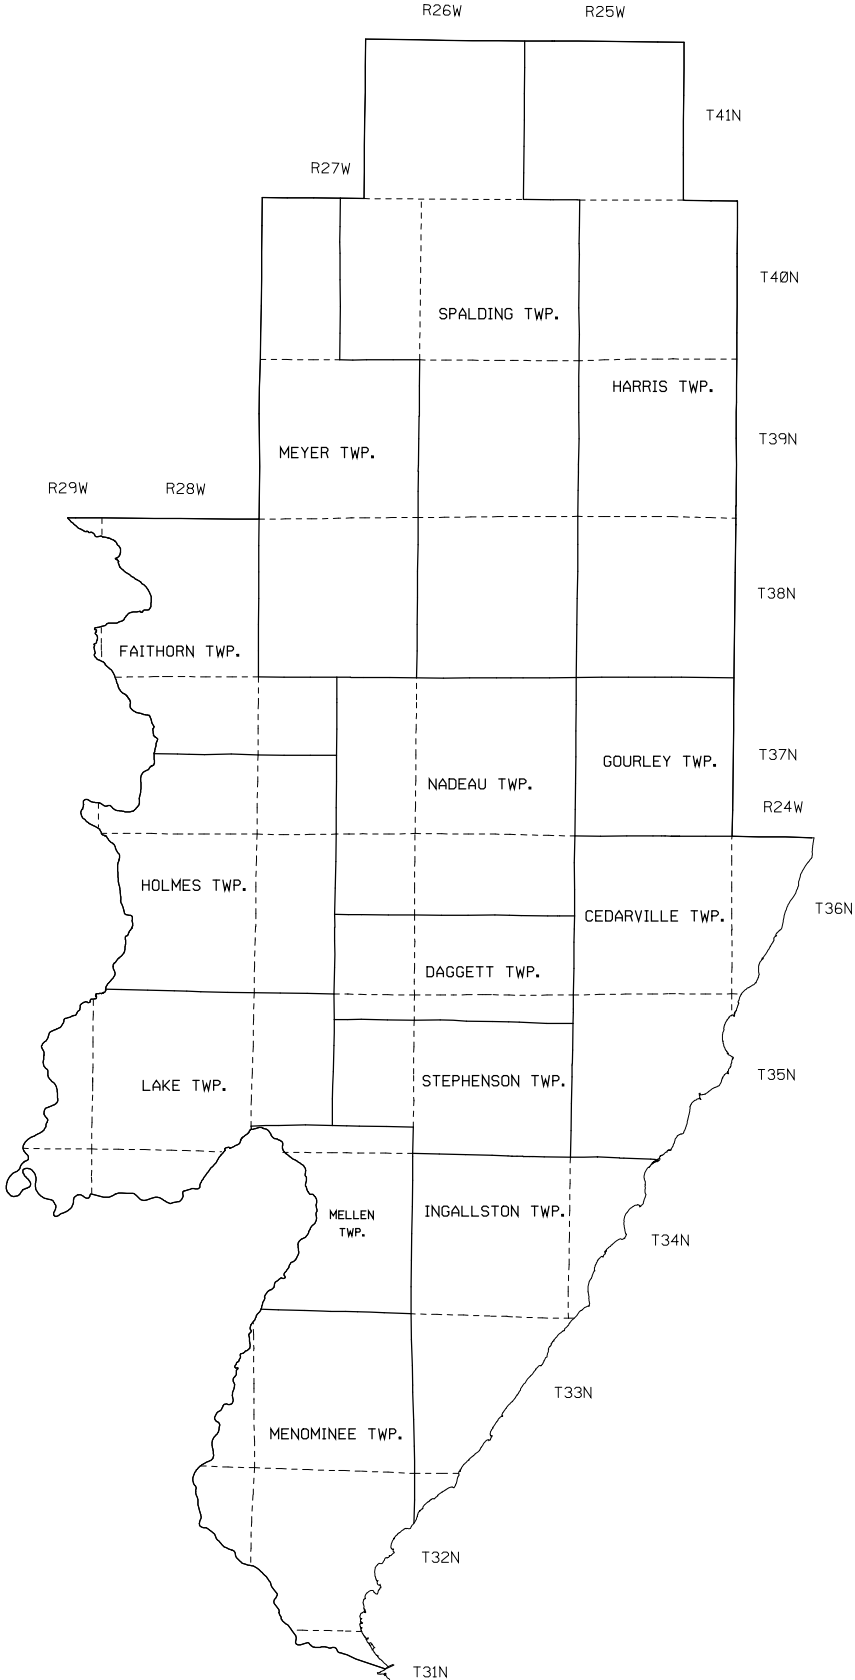 R26W R25W
T41N
R27W
T40N
SPALDING TWP.
HARRIS TWP.
T39N
MEYER TWP.
R29W R28W
T38N
FAITHORN TWP.
T37N
GOURLEY TWP.
NADEAU TWP.
R24W
HOLMES TWP.
T36N
CEDARVILLE TWP.
DAGGETT TWP.
T35N
STEPHENSON TWP.
LAKE TWP.
INGALLSTON TWP.
MELLEN
TWP.
T34N
T33N
MENOMINEE TWP.
T32N
T31N